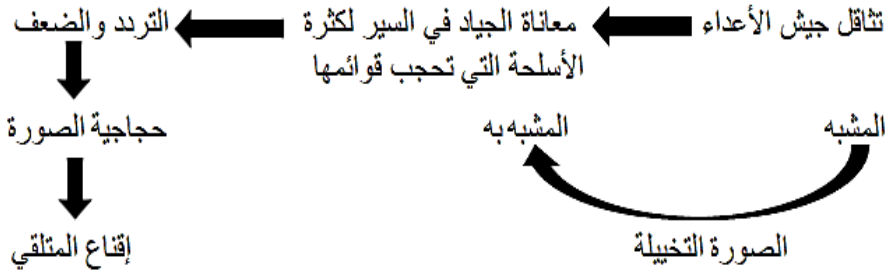 تثاقل جيش الأعداء
معاناة الجياد في السير لكثرة
الأسلحة التي تحجب قوائمها
التردد والضعف
المشبه
المشبه به
حجاجية الصورة
الصورة التخييلة
إقناع المتلقي